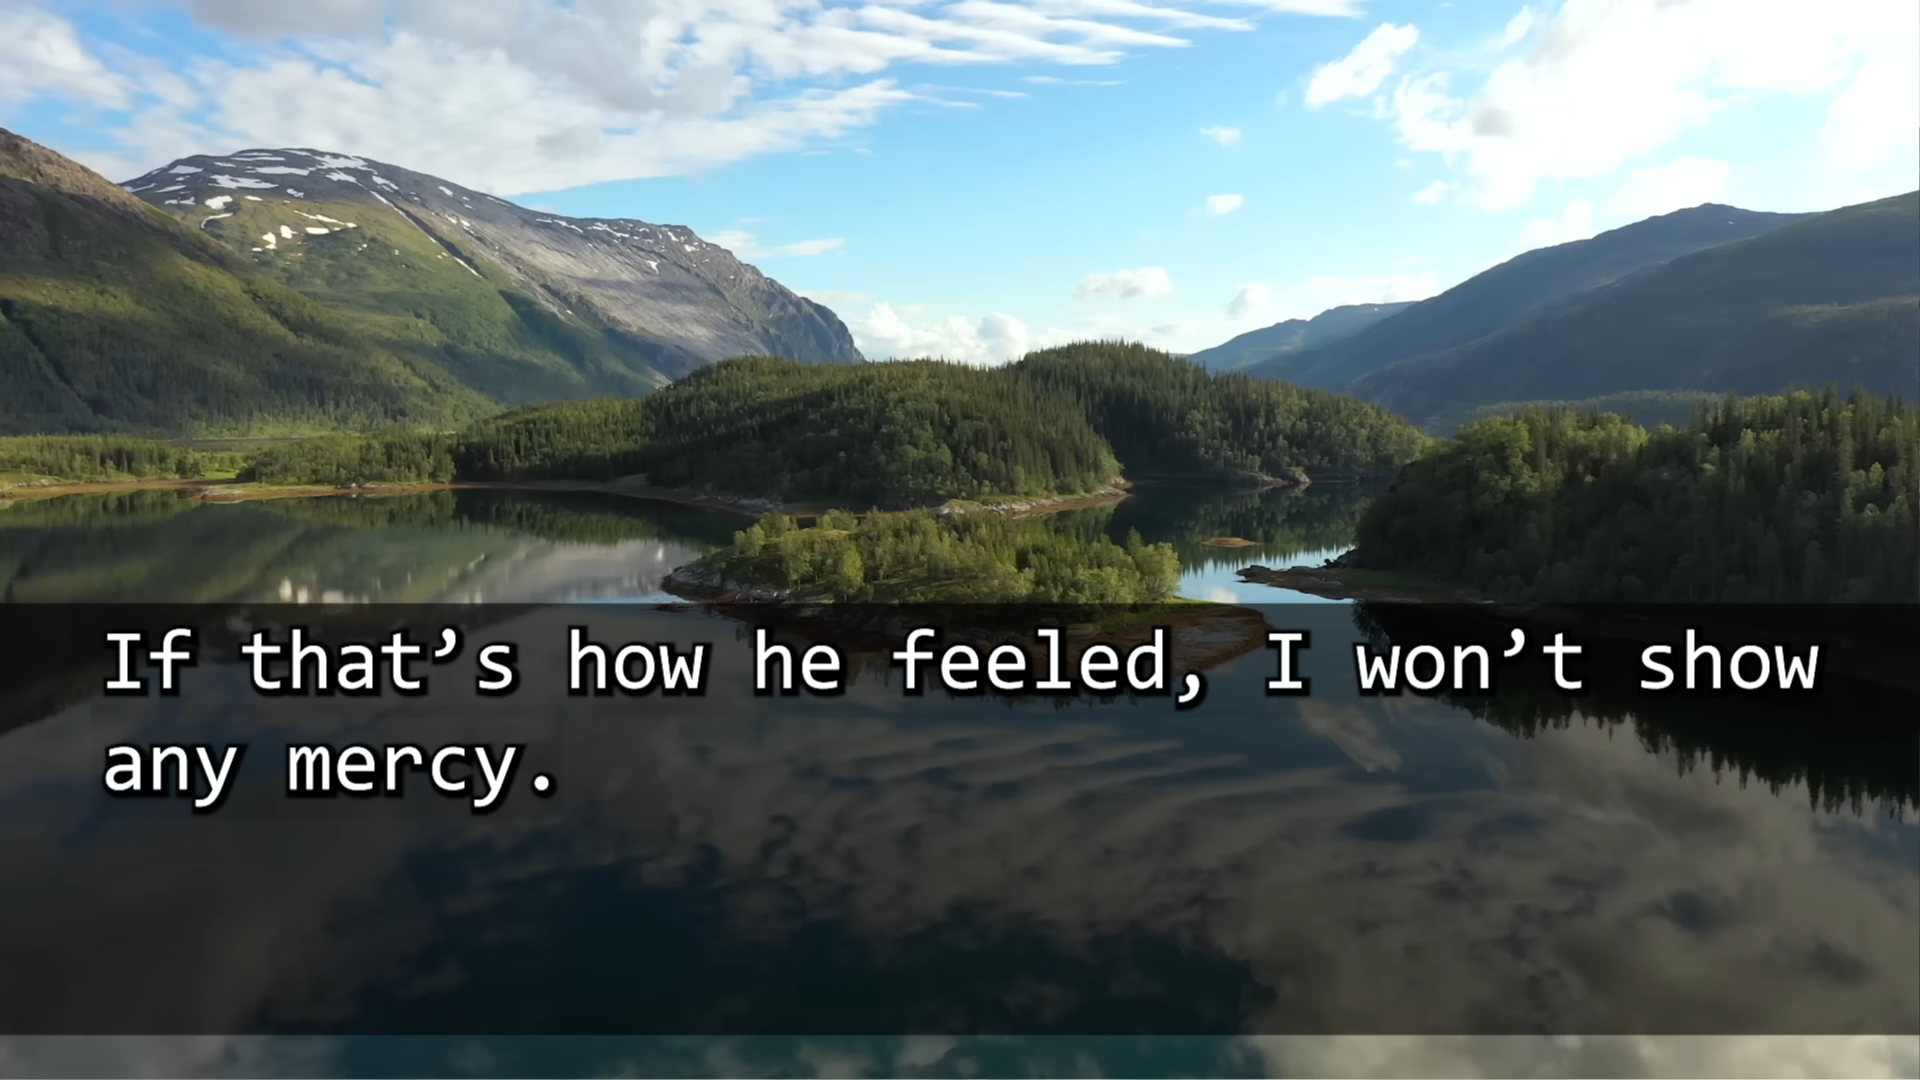 If that’s how he feeled, I won’t show
any mercy.